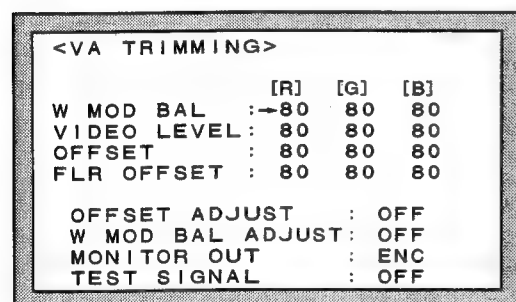 <VA TRIMMING>
[R] [G] [B]
W MOD BAL :→80 80 80
VIDEO LEVEL: 80 80 80
OFFSET : 80 80 80
FLR OFFSET : 80 80 80
OFFSET ADJUST : OFF
W MOD BAL ADJUST: OFF
MONITOR OUT : ENC
TEST SIGNAL : OFF